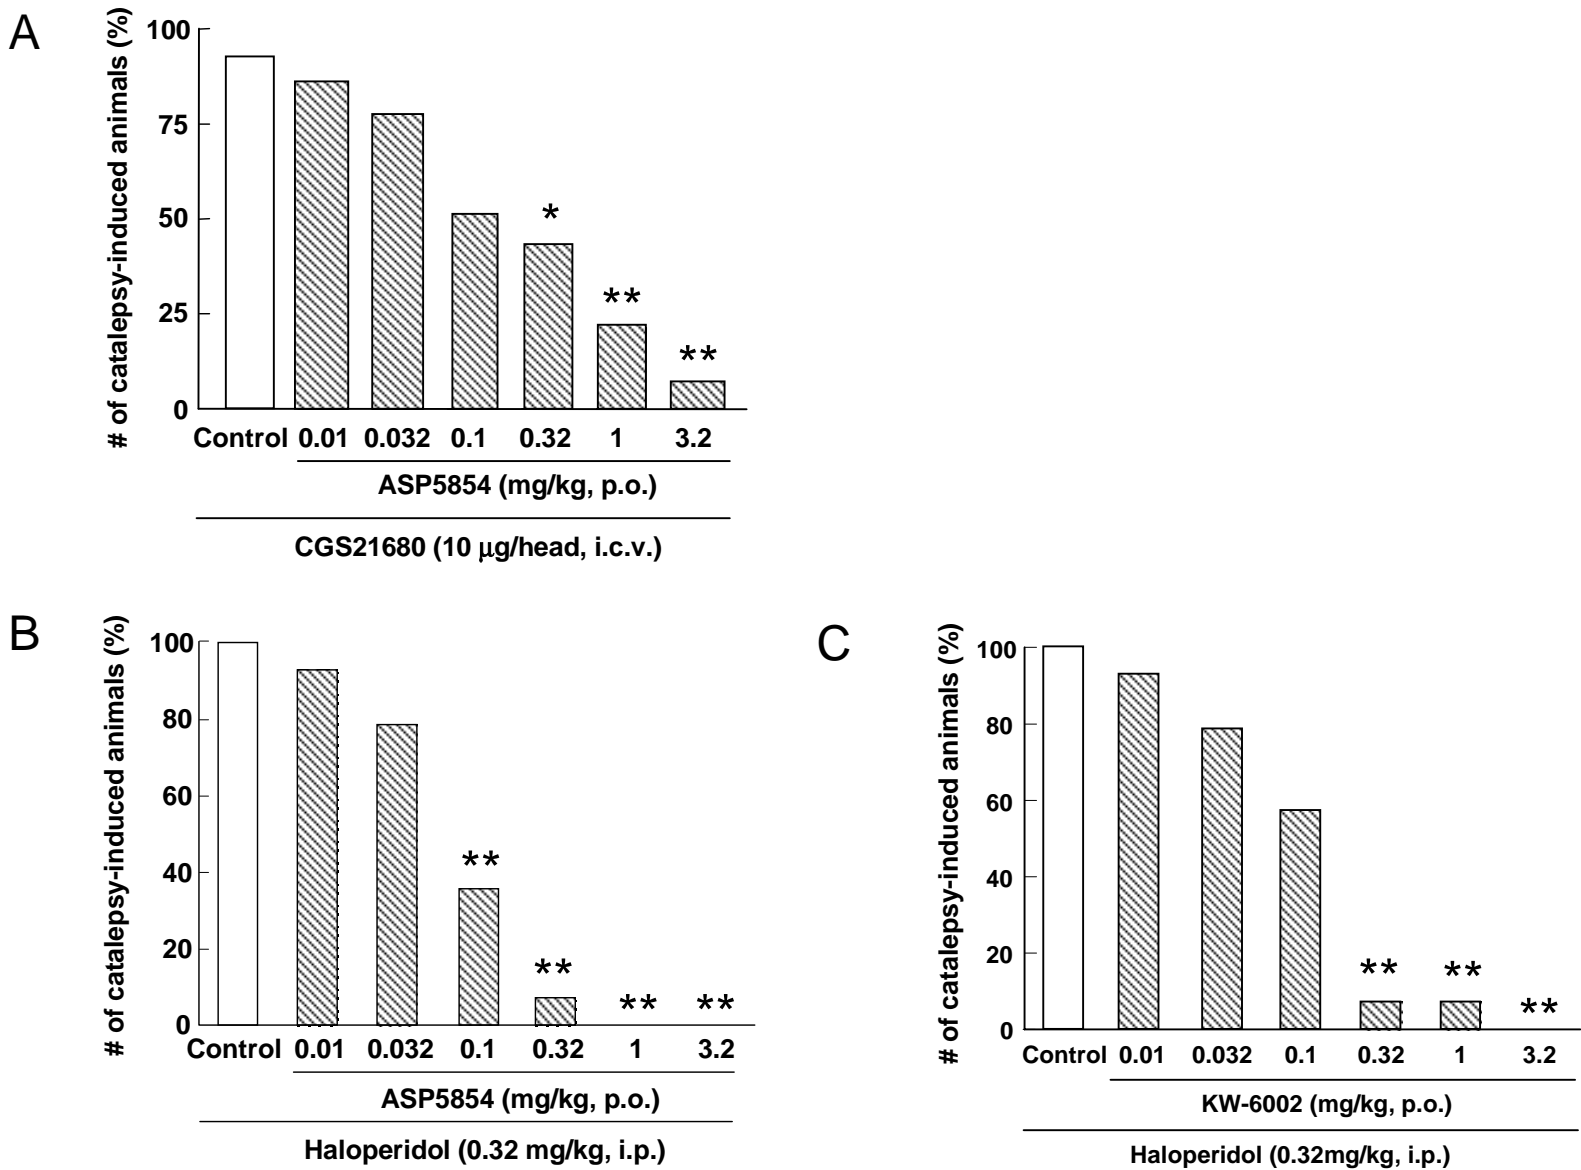 A
# of catalepsy-induced animals (%)
100
75
50
25
0
*
**
**
Control 0.01 0.032 0.1 0.32 1 3.2
ASP5854 (mg/kg, p.o.)
CGS21680 (10 μg/head, i.c.v.)
B
# of catalepsy-induced animals (%)
100
80
60
40
20
0
**
**
**
**
Control 0.01 0.032 0.1 0.32 1 3.2
ASP5854 (mg/kg, p.o.)
Haloperidol (0.32 mg/kg, i.p.)
C
# of catalepsy-induced animals (%)
100
80
60
40
20
0
**
**
**
Control 0.01 0.032 0.1 0.32 1 3.2
KW-6002 (mg/kg, p.o.)
Haloperidol (0.32mg/kg, i.p.)